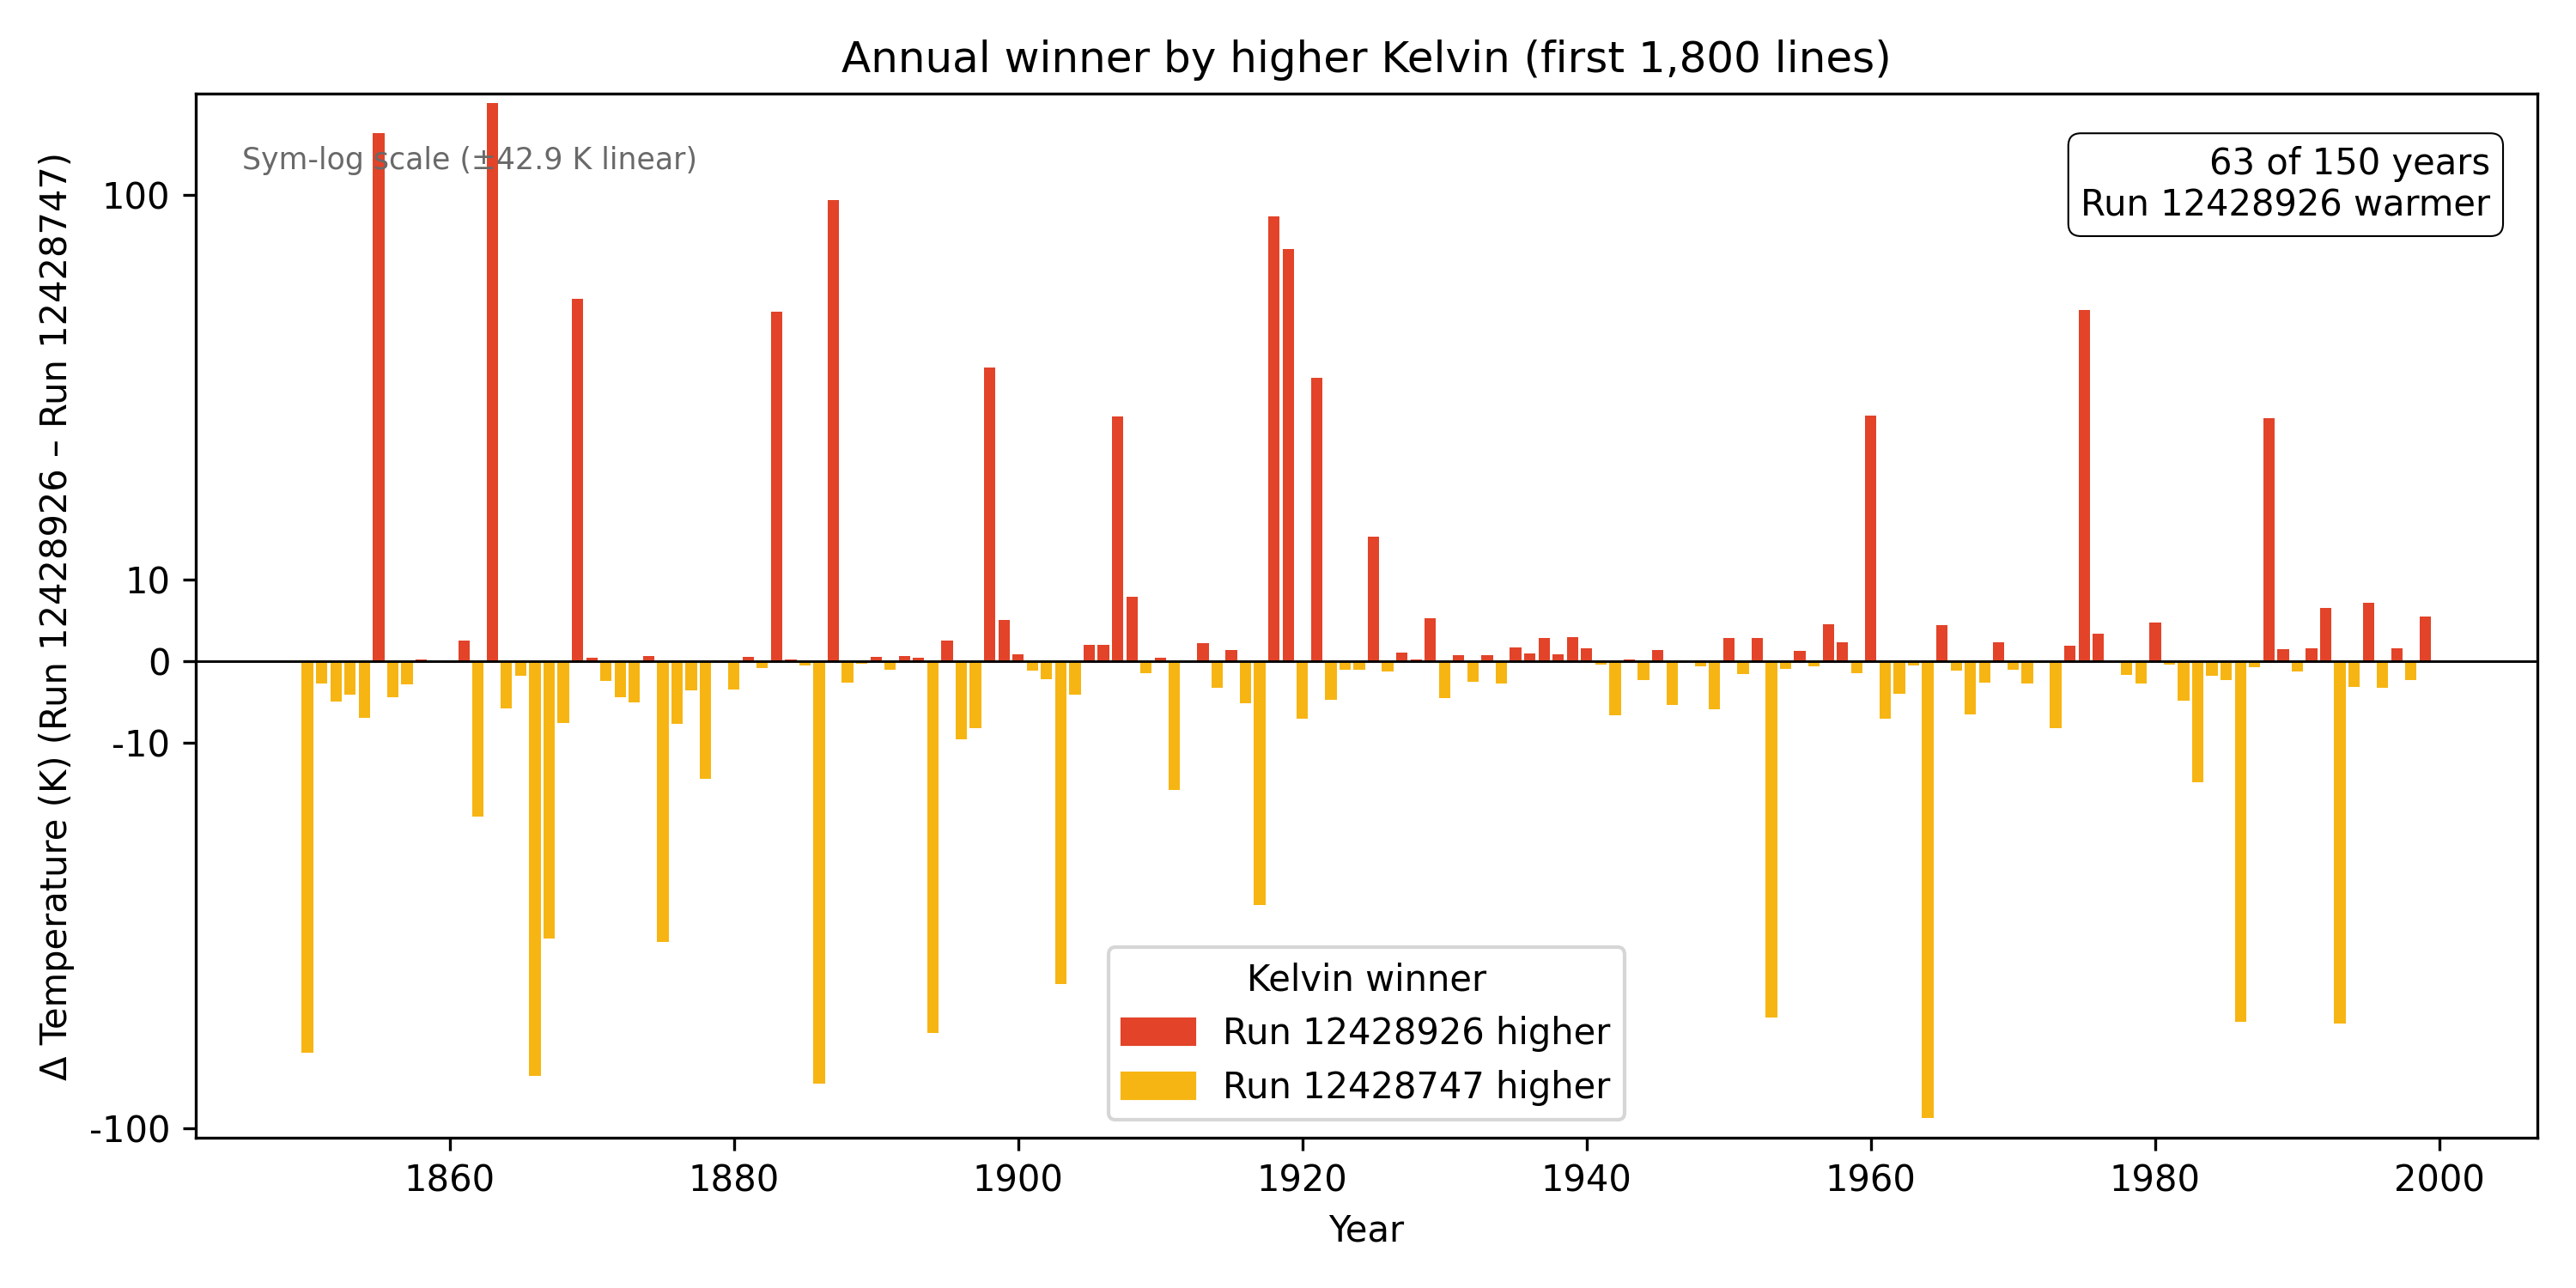 Annual winner by higher Kelvin (first 1,800 lines)
Sym-log scale (±42.9 K linear)
63 of 150 years
Run 12428926 warmer
Δ Temperature (K) (Run 12428926 – Run 12428747)
100
10
0
-10
-100
Kelvin winner
Run 12428926 higher
Run 12428747 higher
1860 1880 1900 1920 1940 1960 1980 2000
Year